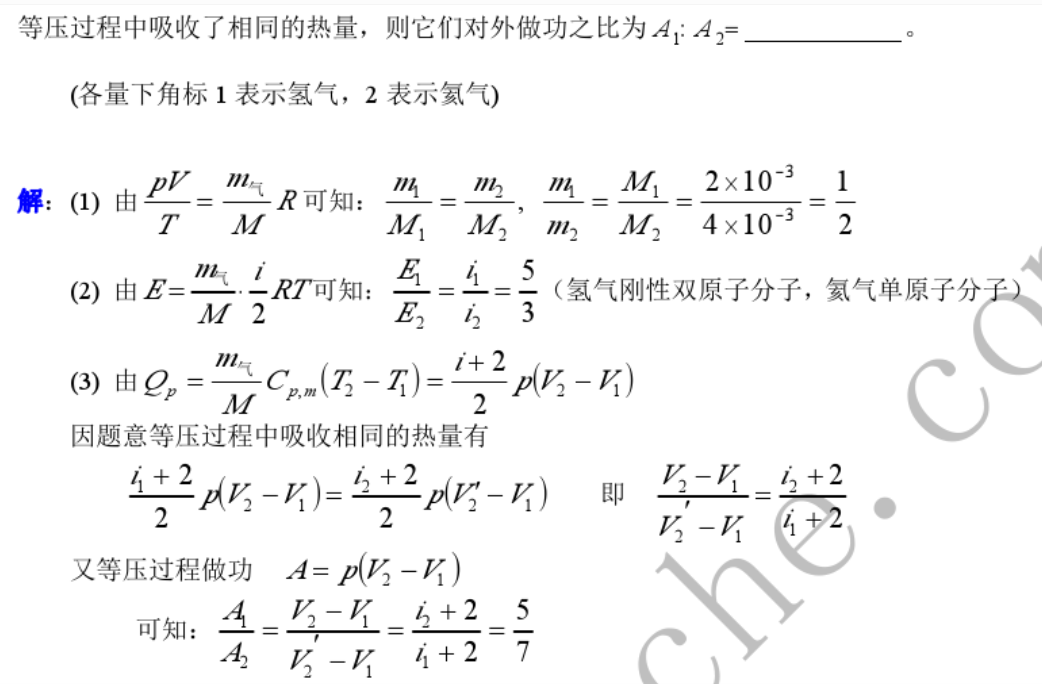 等压过程中吸收了相同的热量，则它们对外做功之比为 A₁: A₂=____________。
(各量下角标 1 表示氢气，2 表示氦气)
解：(1) 由 pV/T = m气/M R 可知： m₁/M₁ = m₂/M₂, m₁/m₂ = M₁/M₂ = 2×10⁻³/4×10⁻³ = 1/2
(2) 由 E= m气/M · i/2 RT 可知： E₁/E₂ = i₁/i₂ = 5/3（氢气刚性双原子分子，氦气单原子分子）
(3) 由 Qₚ = m气/M Cₚ,ₘ(T₂ − T₁) = i+2/2 p(V₂ − V₁)
因题意等压过程中吸收相同的热量有
i₁+2/2 p(V₂ − V₁) = i₂+2/2 p(V₂′ − V₁) 即 V₂ − V₁/V₂′ − V₁ = i₂+2/i₁+2
又等压过程做功 A= p(V₂ − V₁)
可知： A₁/A₂ = V₂ − V₁/V₂′ − V₁ = i₂+2/i₁+2 = 5/7
che.co